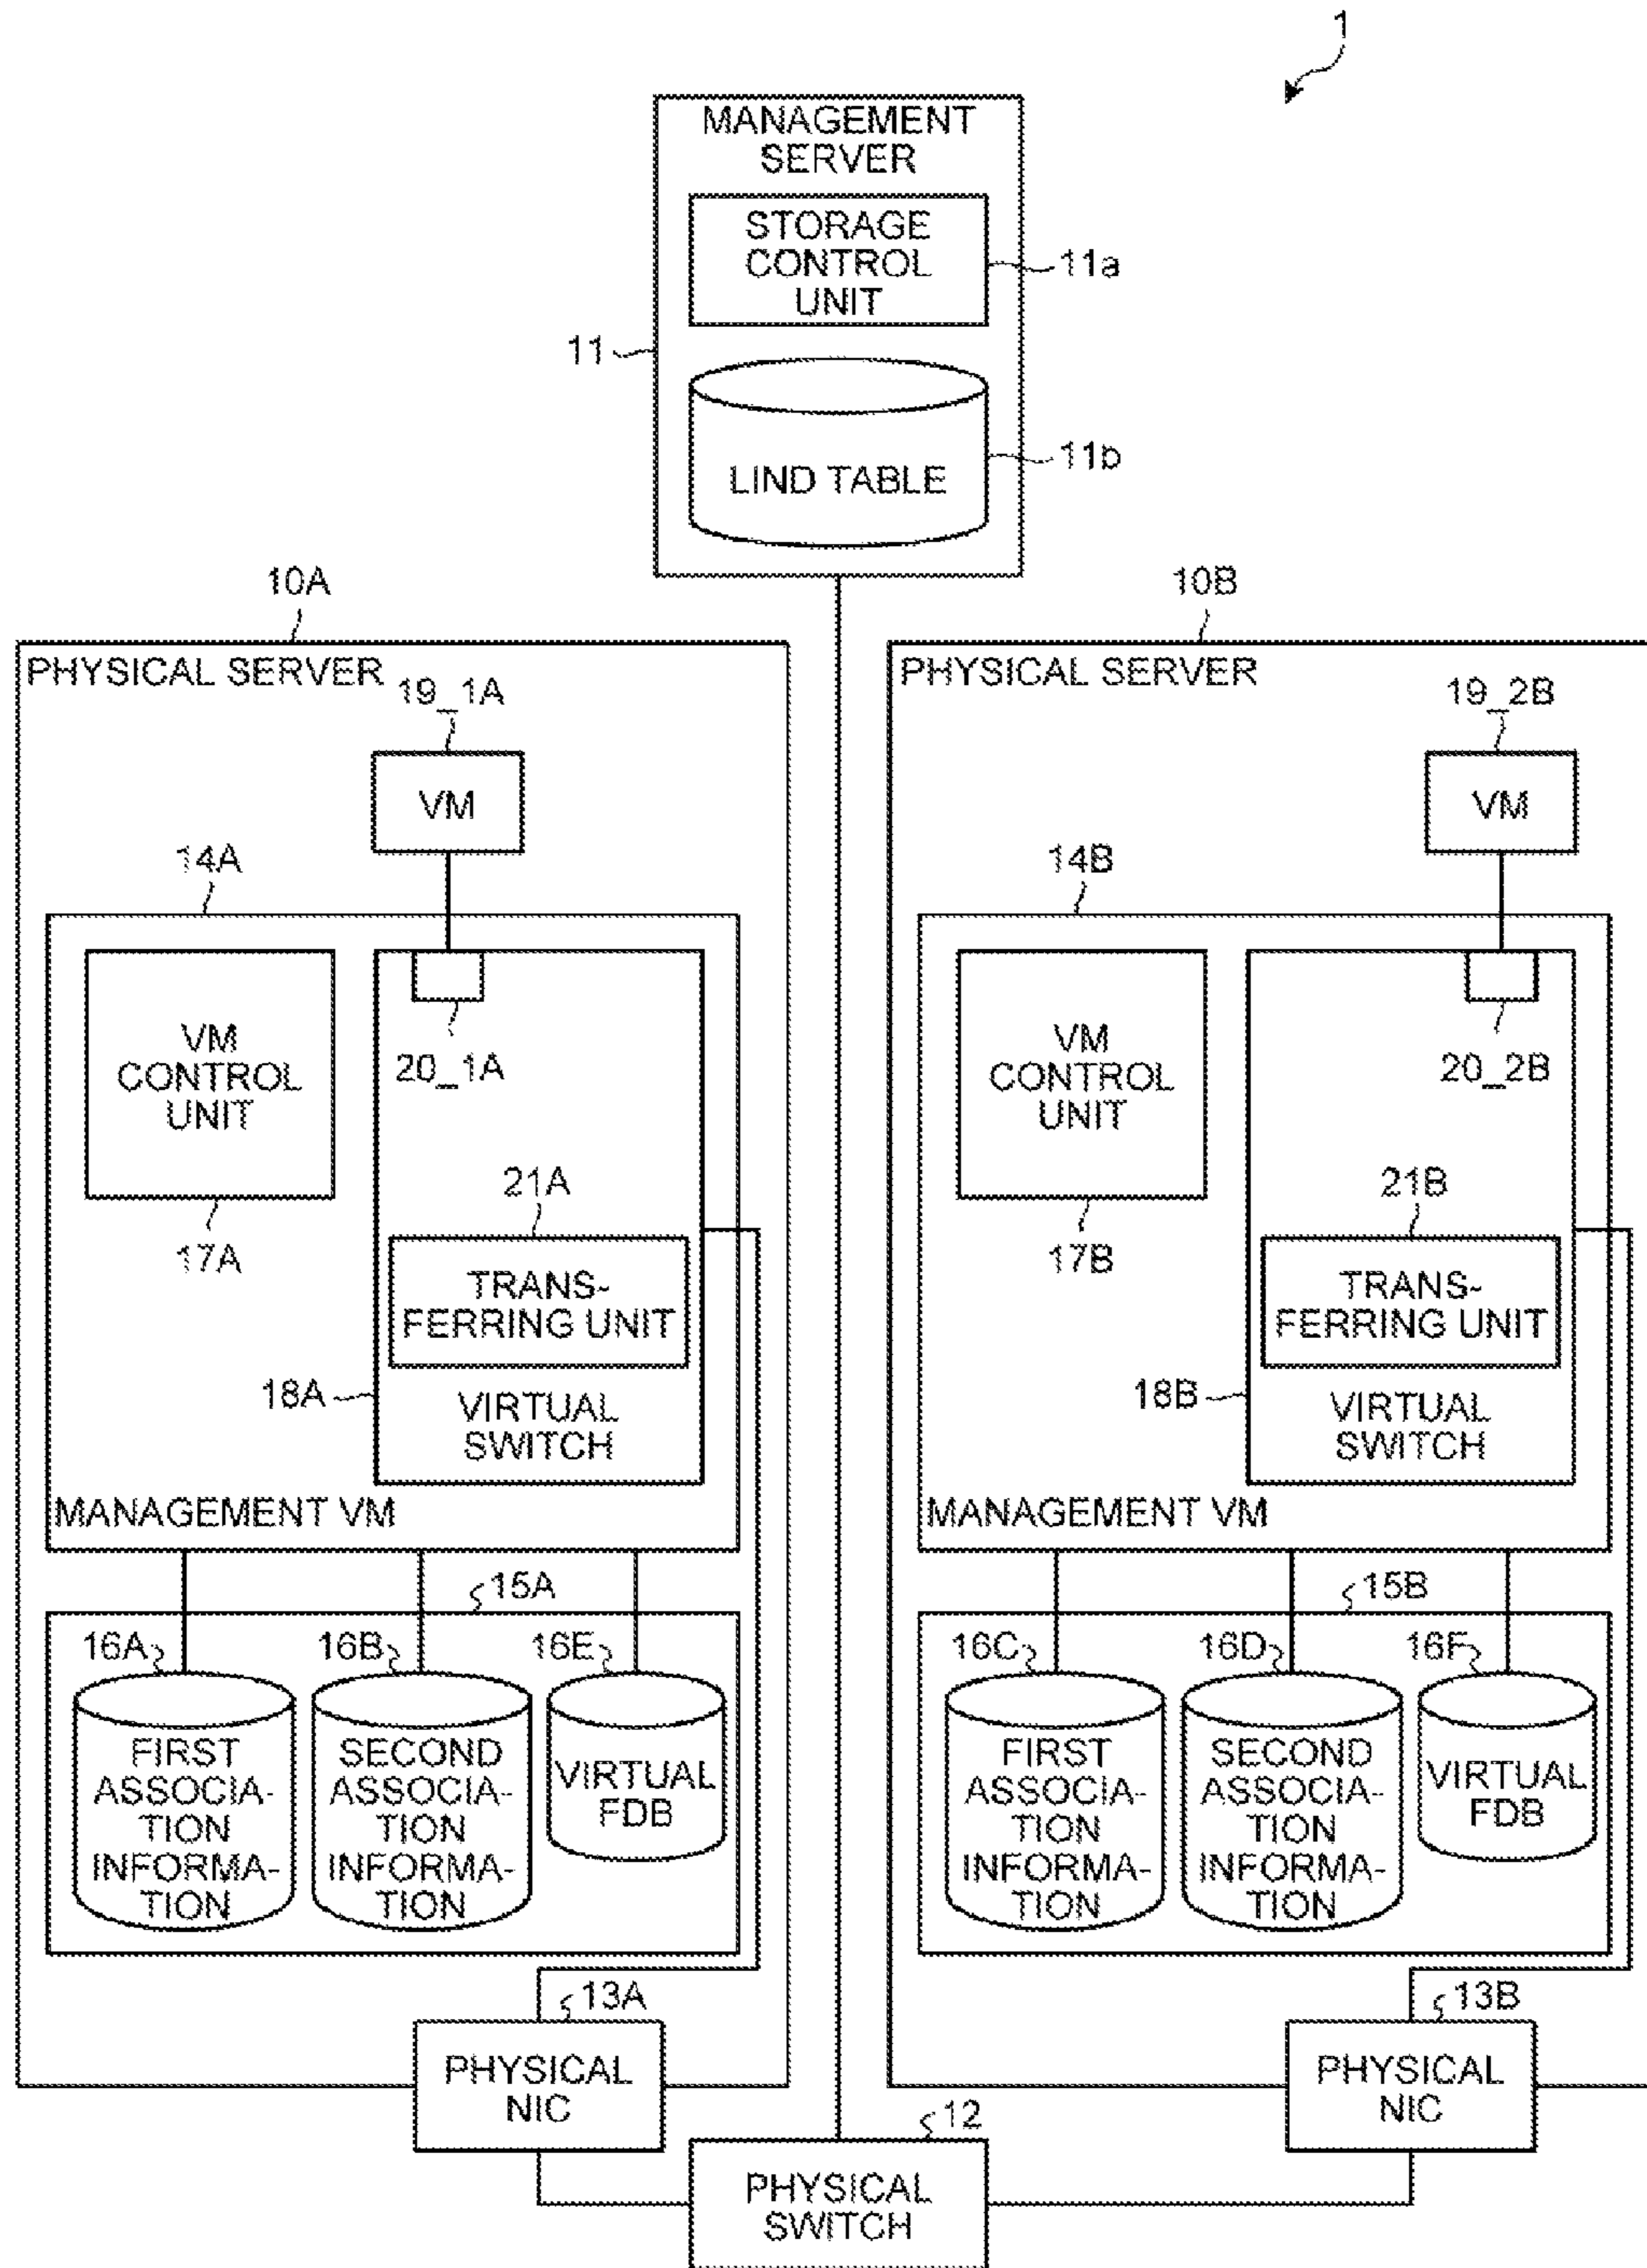 1
MANAGEMENT
SERVER
STORAGE
CONTROL
UNIT
11a
11
LIND TABLE
11b
10A
PHYSICAL SERVER
19_1A
VM
14A
VM
CONTROL
UNIT
17A
20_1A
21A
TRANS-
FERRING UNIT
18A
VIRTUAL
SWITCH
MANAGEMENT VM
15A
16A
16B
16E
FIRST
ASSOCIA-
TION
INFORMA-
TION
SECOND
ASSOCIA-
TION
INFORMA-
TION
VIRTUAL
FDB
13A
PHYSICAL
NIC
10B
PHYSICAL SERVER
19_2B
VM
14B
VM
CONTROL
UNIT
17B
20_2B
21B
TRANS-
FERRING UNIT
18B
VIRTUAL
SWITCH
MANAGEMENT VM
15B
16C
16D
16F
FIRST
ASSOCIA-
TION
INFORMA-
TION
SECOND
ASSOCIA-
TION
INFORMA-
TION
VIRTUAL
FDB
13B
PHYSICAL
NIC
12
PHYSICAL
SWITCH